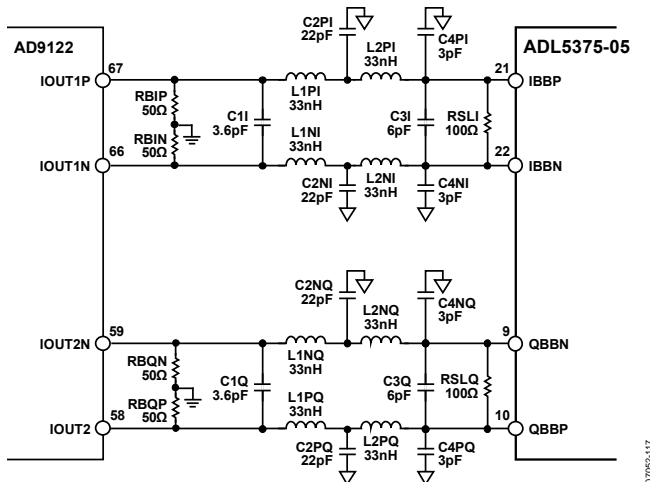 AD9122
ADL5375-05
IOUT1P
67
RBIP
50Ω
RBIN
50Ω
IOUT1N
66
C1I
3.6pF
L1PI
33nH
L1NI
33nH
C2PI
22pF
L2PI
33nH
C4PI
3pF
C3I
6pF
RSLI
100Ω
C2NI
22pF
L2NI
33nH
C4NI
3pF
21
IBBP
22
IBBN
IOUT2N
59
RBQN
50Ω
RBQP
50Ω
IOUT2
58
C1Q
3.6pF
C2NQ
22pF
L1NQ
33nH
L1PQ
33nH
L2NQ
33nH
C4NQ
3pF
C3Q
6pF
RSLQ
100Ω
C2PQ
22pF
L2PQ
33nH
C4PQ
3pF
9
QBBN
10
QBBP
07052-117